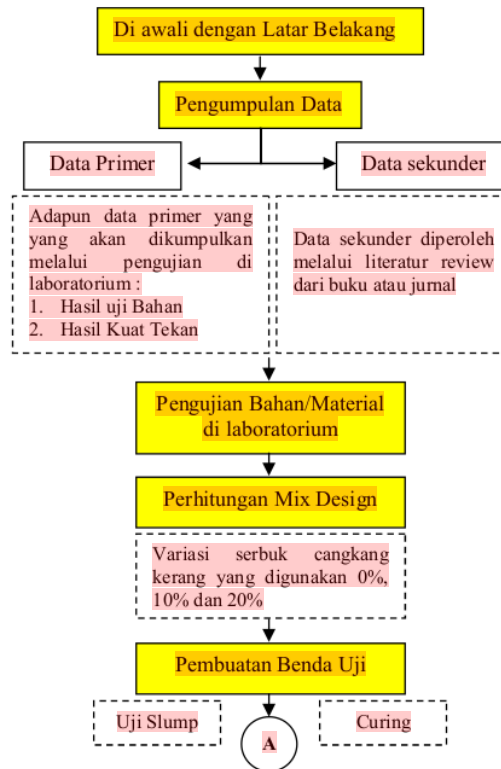 Di awali dengan Latar Belakang
Pengumpulan Data
Data Primer
Data sekunder
Adapun data primer yang
yang akan dikumpulkan
melalui pengujian di
laboratorium :
1. Hasil uji Bahan
2. Hasil Kuat Tekan
Data sekunder diperoleh
melalui literatur review
dari buku atau jurnal
Pengujian Bahan/Material
di laboratorium
Perhitungan Mix Design
Variasi serbuk cangkang
kerang yang digunakan 0%,
10% dan 20%
Pembuatan Benda Uji
Uji Slump
A
Curing